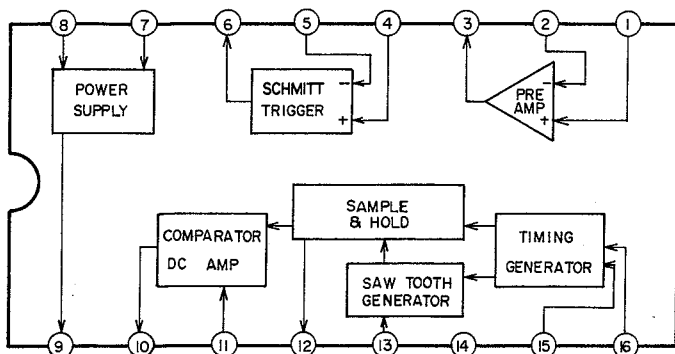 8 7 6 5 4 3 2 1
POWER
SUPPLY
SCHMITT
TRIGGER
-
+
PRE
AMP
-
+
SAMPLE
& HOLD
COMPARATOR
DC AMP
SAW TOOTH
GENERATOR
TIMING
GENERATOR
9 10 11 12 13 14 15 16